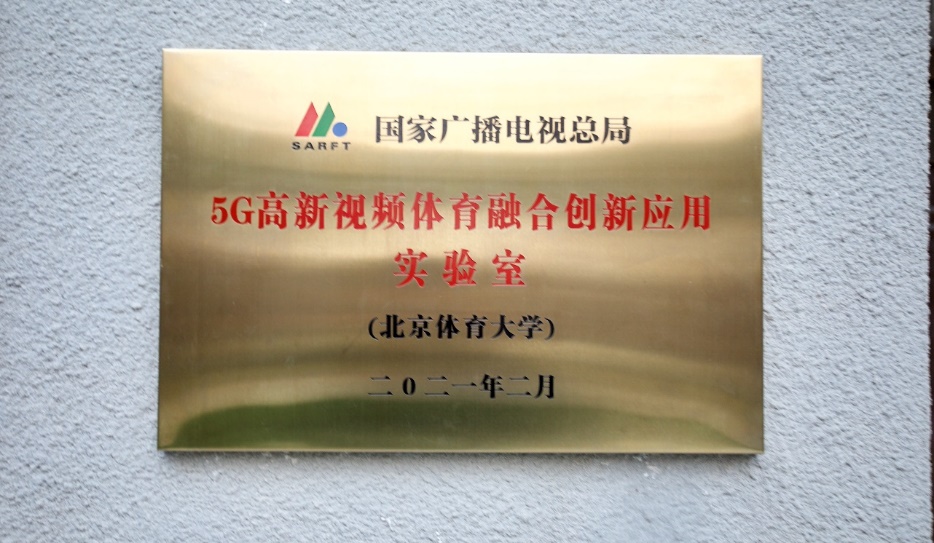 SARFT 国家广播电视总局
5G高新视频体育融合创新应用
实验室
(北京体育大学)
二0二一年二月